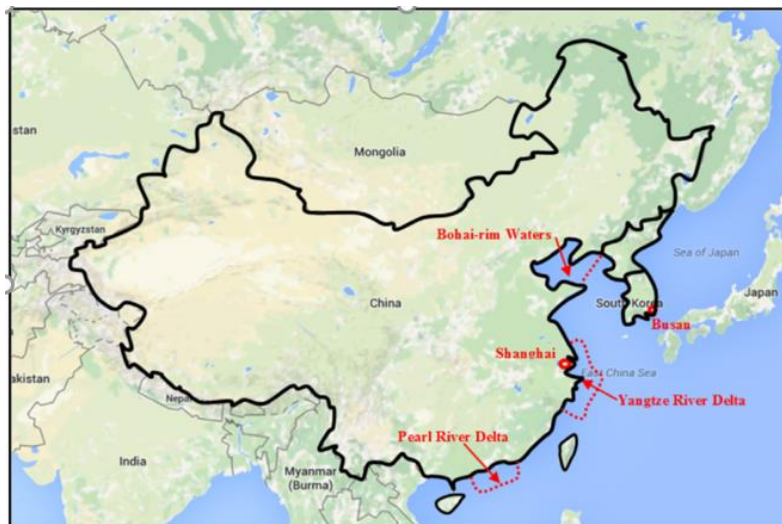 stan
Mongolia
Kyrgyzstan
Bohai-rim Waters
Sea of Japan
China
South Korea
Japan
Busan
Shanghai
East China Sea
akistan
Nepal
Yangtze River Delta
Pearl River Delta
India
Myanmar
(Burma)